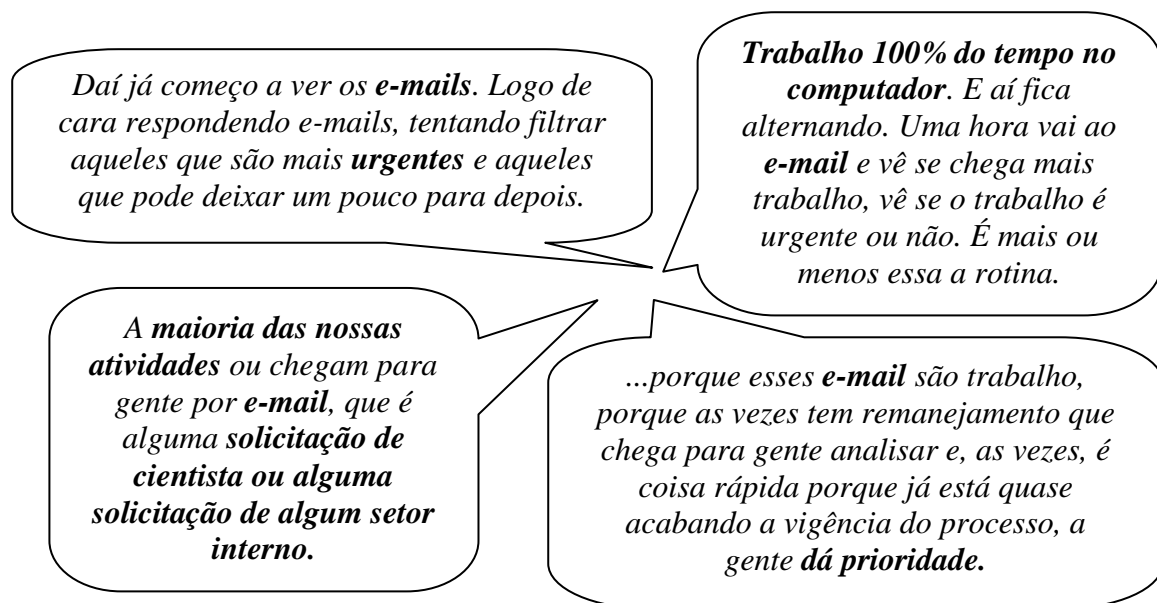 Daí já começo a ver os e-mails. Logo de
cara respondendo e-mails, tentando filtrar
aqueles que são mais urgentes e aqueles
que pode deixar um pouco para depois.
Trabalho 100% do tempo no
computador. E aí fica
alternando. Uma hora vai ao
e-mail e vê se chega mais
trabalho, vê se o trabalho é
urgente ou não. É mais ou
menos essa a rotina.
A maioria das nossas
atividades ou chegam para
gente por e-mail, que é
alguma solicitação de
cientista ou alguma
solicitação de algum setor
interno.
...porque esses e-mail são trabalho,
porque as vezes tem remanejamento que
chega para gente analisar e, as vezes, é
coisa rápida porque já está quase
acabando a vigência do processo, a
gente dá prioridade.